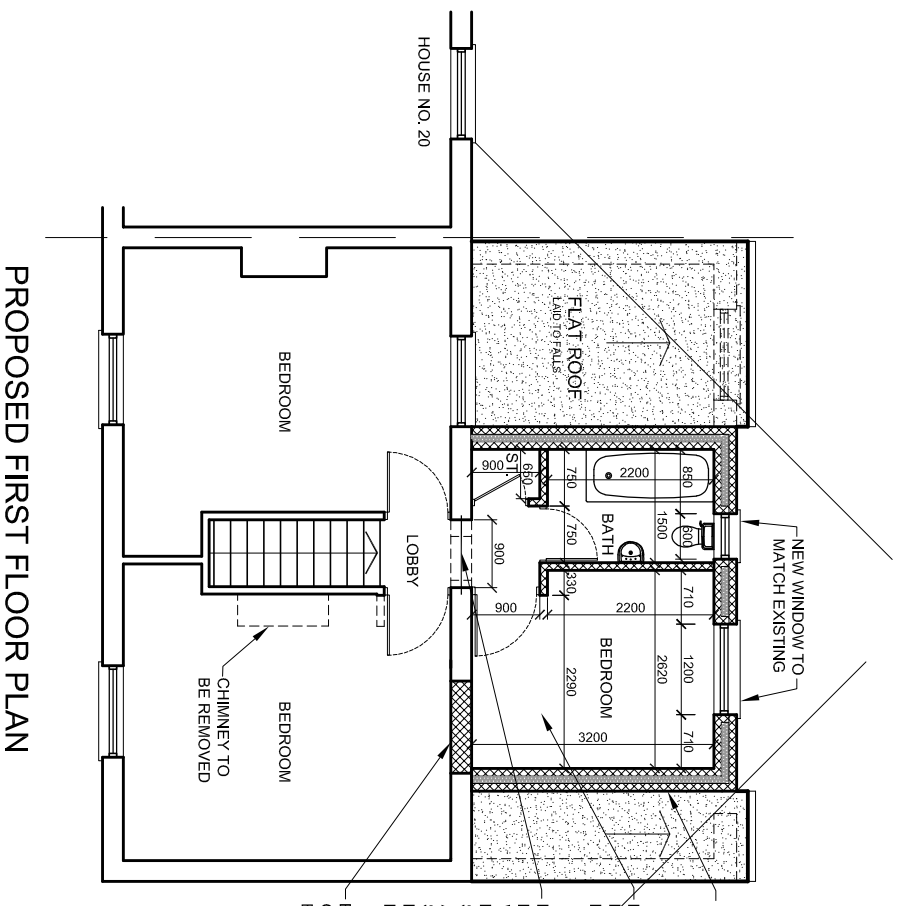 HOUSE NO. 20
FLAT ROOF
LAID TO FALLS
NEW WINDOW TO
MATCH EXISTING
ST.
900
650
750
2200
850
BATH
1500
600
750
900
330
900
2200
710
BEDROOM
1200
2620
2290
710
3200
BEDROOM
LOBBY
CHIMNEY TO
BE REMOVED
BEDROOM
PROPOSED FIRST FLOOR PLAN